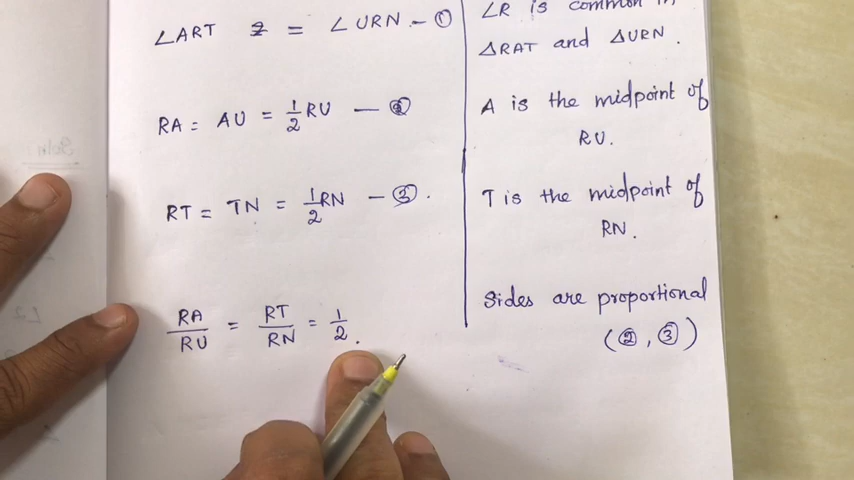 ∠ART = ∠URN — ①
∠R is common in
△RAT and △URN.
RA = AU = 1/2 RU — ②
A is the midpoint of
RU.
RT = TN = 1/2 RN — ③.
T is the midpoint of
RN.
RA/RU = RT/RN = 1/2.
Sides are proportional
(②, ③)